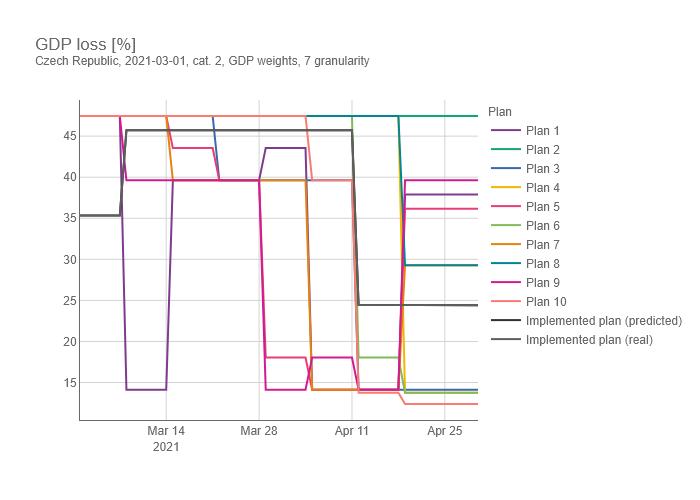 GDP loss [%]
Czech Republic, 2021-03-01, cat. 2, GDP weights, 7 granularity
Plan
45
40
35
30
25
20
15
Mar 14
2021
Mar 28
Apr 11
Apr 25
Plan 1
Plan 2
Plan 3
Plan 4
Plan 5
Plan 6
Plan 7
Plan 8
Plan 9
Plan 10
Implemented plan (predicted)
Implemented plan (real)